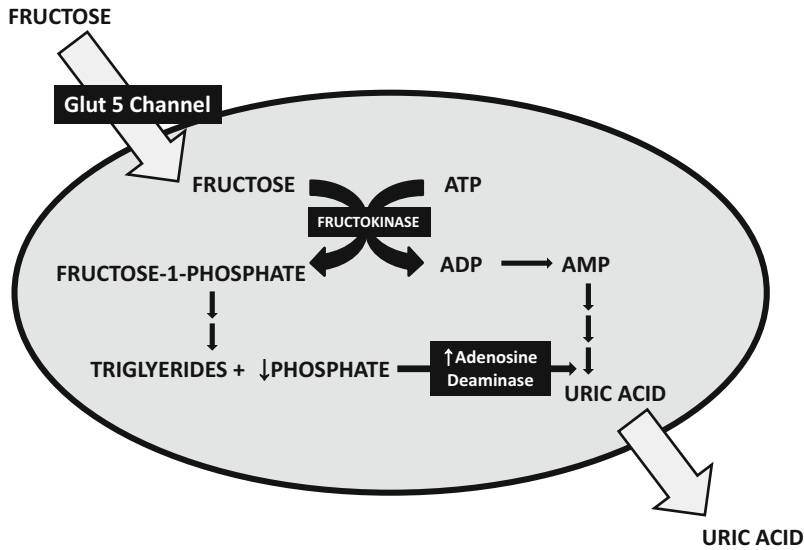 FRUCTOSE
Glut 5 Channel
FRUCTOSE ATP
FRUCTOKINASE
FRUCTOSE-1-PHOSPHATE ADP AMP
TRIGLYERIDES + ↓PHOSPHATE
↑Adenosine
Deaminase
URIC ACID
URIC ACID